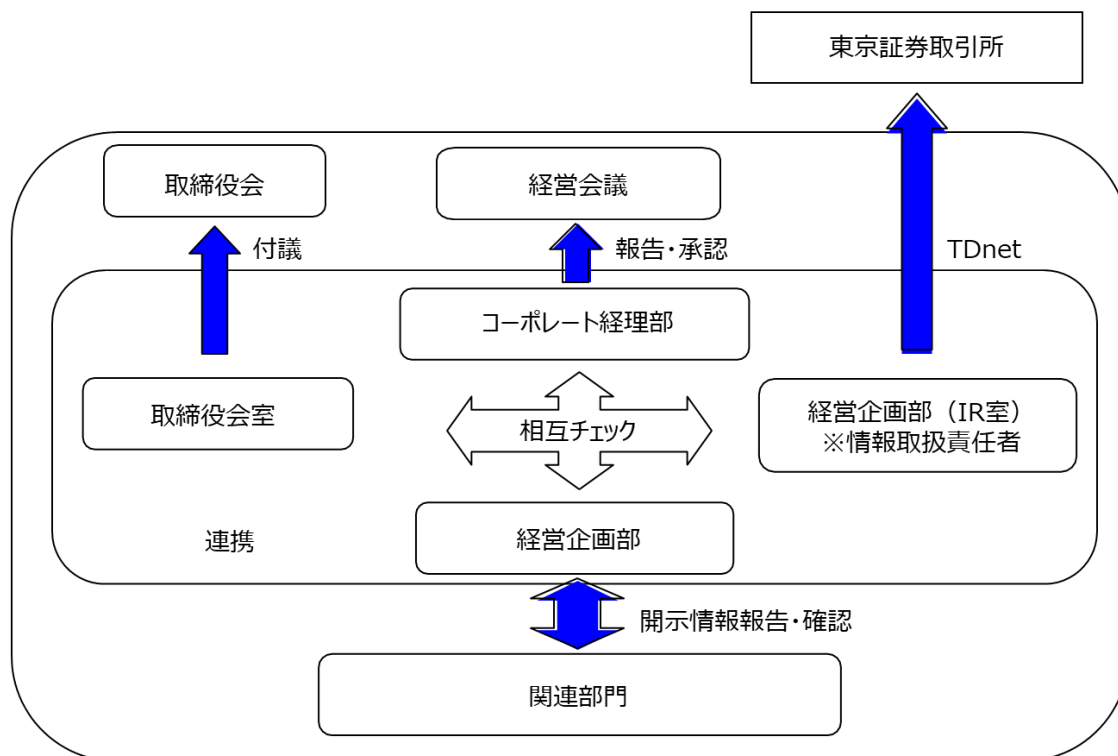 東京証券取引所
取締役会
経営会議
付議
報告・承認
TDnet
コーポレート経理部
取締役会室
相互チェック
経営企画部（IR室）
※情報取扱責任者
連携
経営企画部
開示情報報告・確認
関連部門